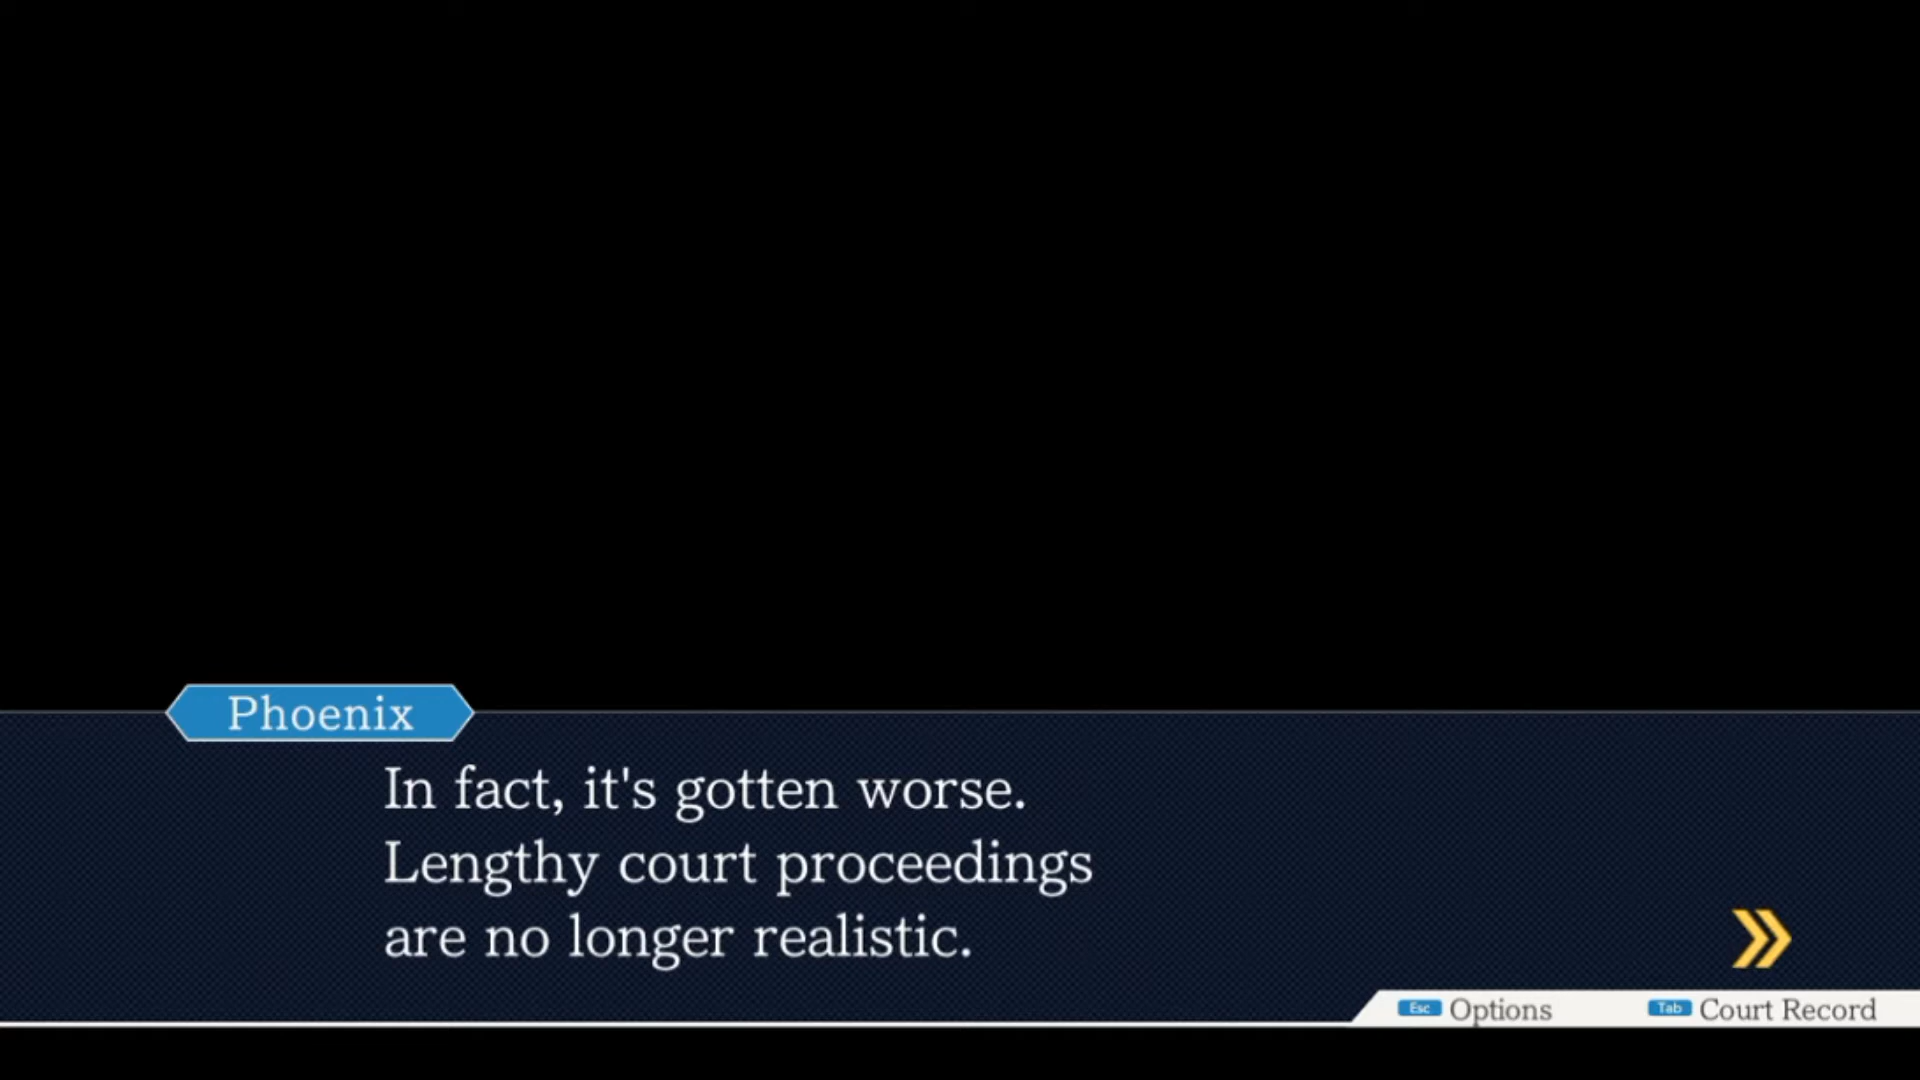 Phoenix
In fact, it's gotten worse.
Lengthy court proceedings
are no longer realistic.
Esc Options Tab Court Record